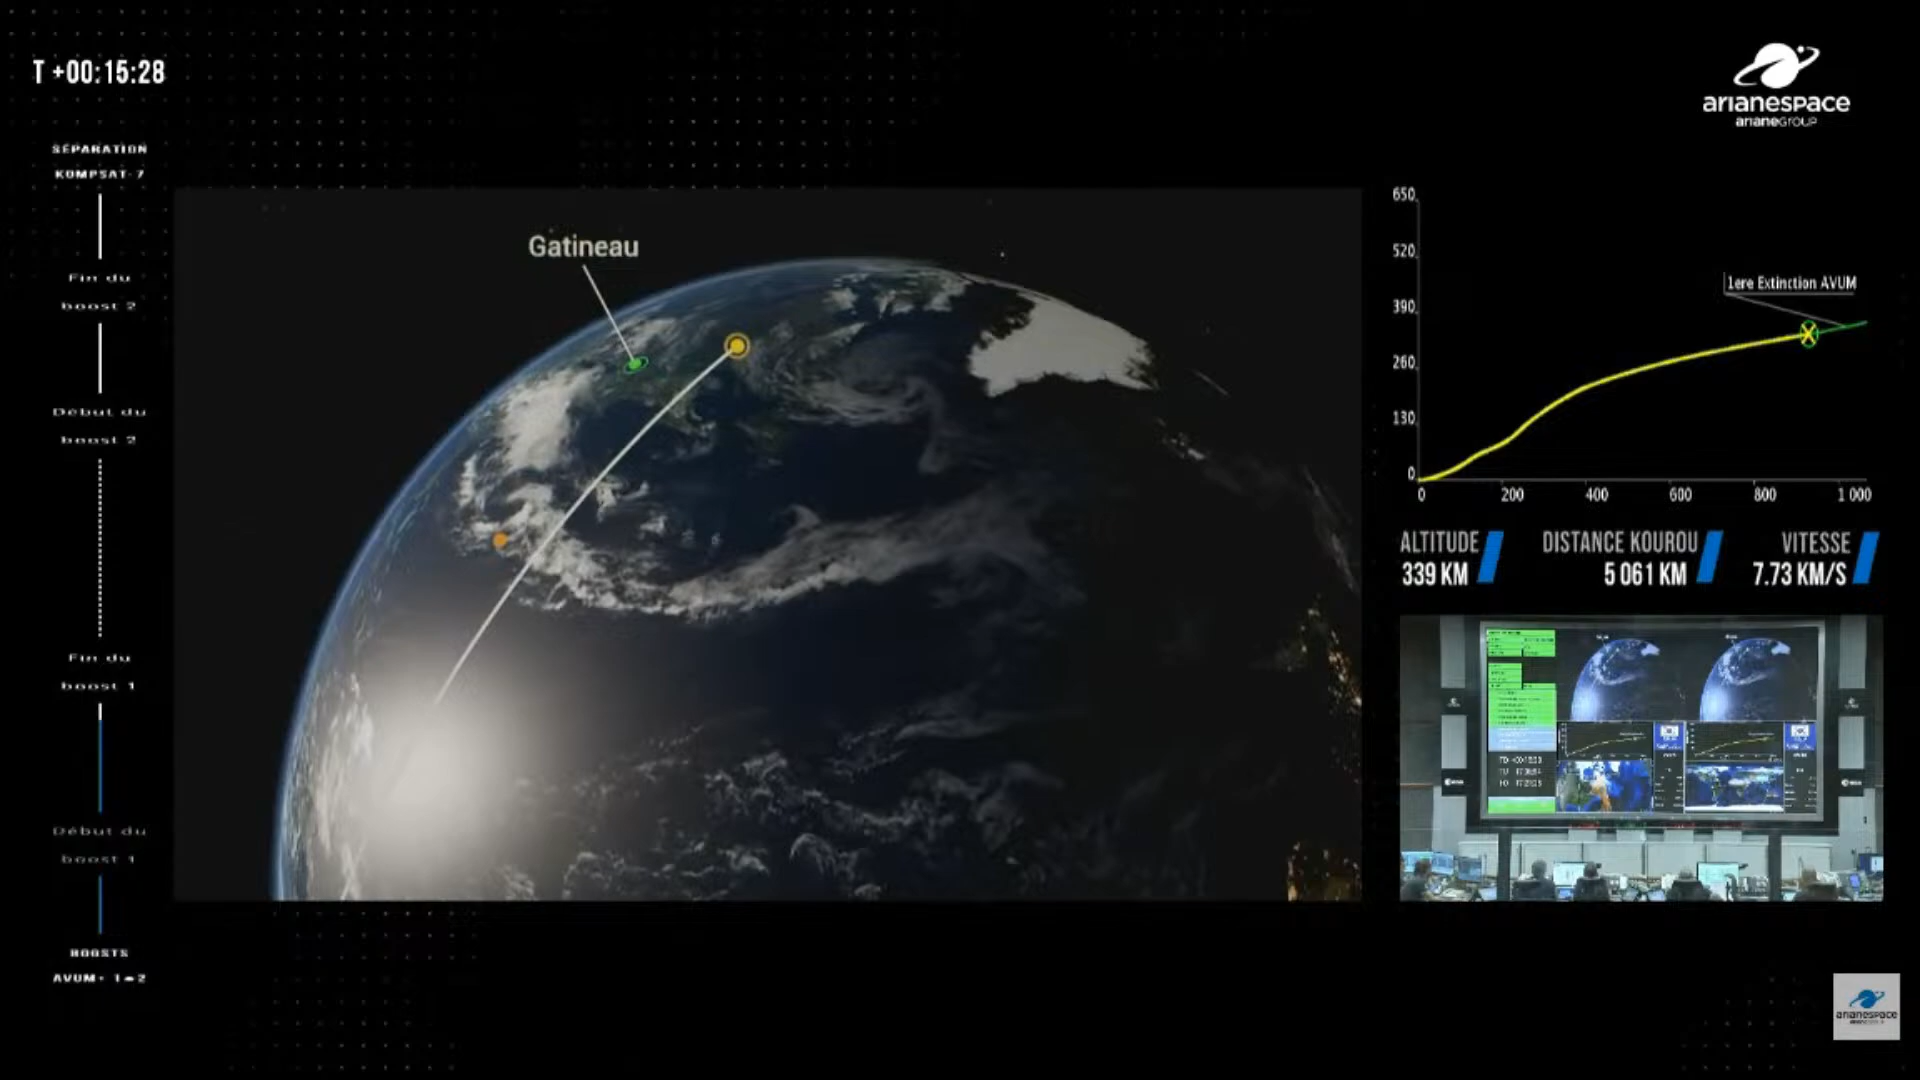 T +00:15:28
arianespace
arianeGROUP
SÉPARATION
KOMPSAT-7
Fin du
boost 2
Début du
boost 2
Fin du
boost 1
Début du
boost 1
BOOSTS
AVUM+ 1-2
Gatineau
650
520
390
260
130
0
1ere Extinction AVUM
0
200
400
600
800
1 000
ALTITUDE
339 KM
DISTANCE KOUROU
5 061 KM
VITESSE
7.73 KM/S
arianespace